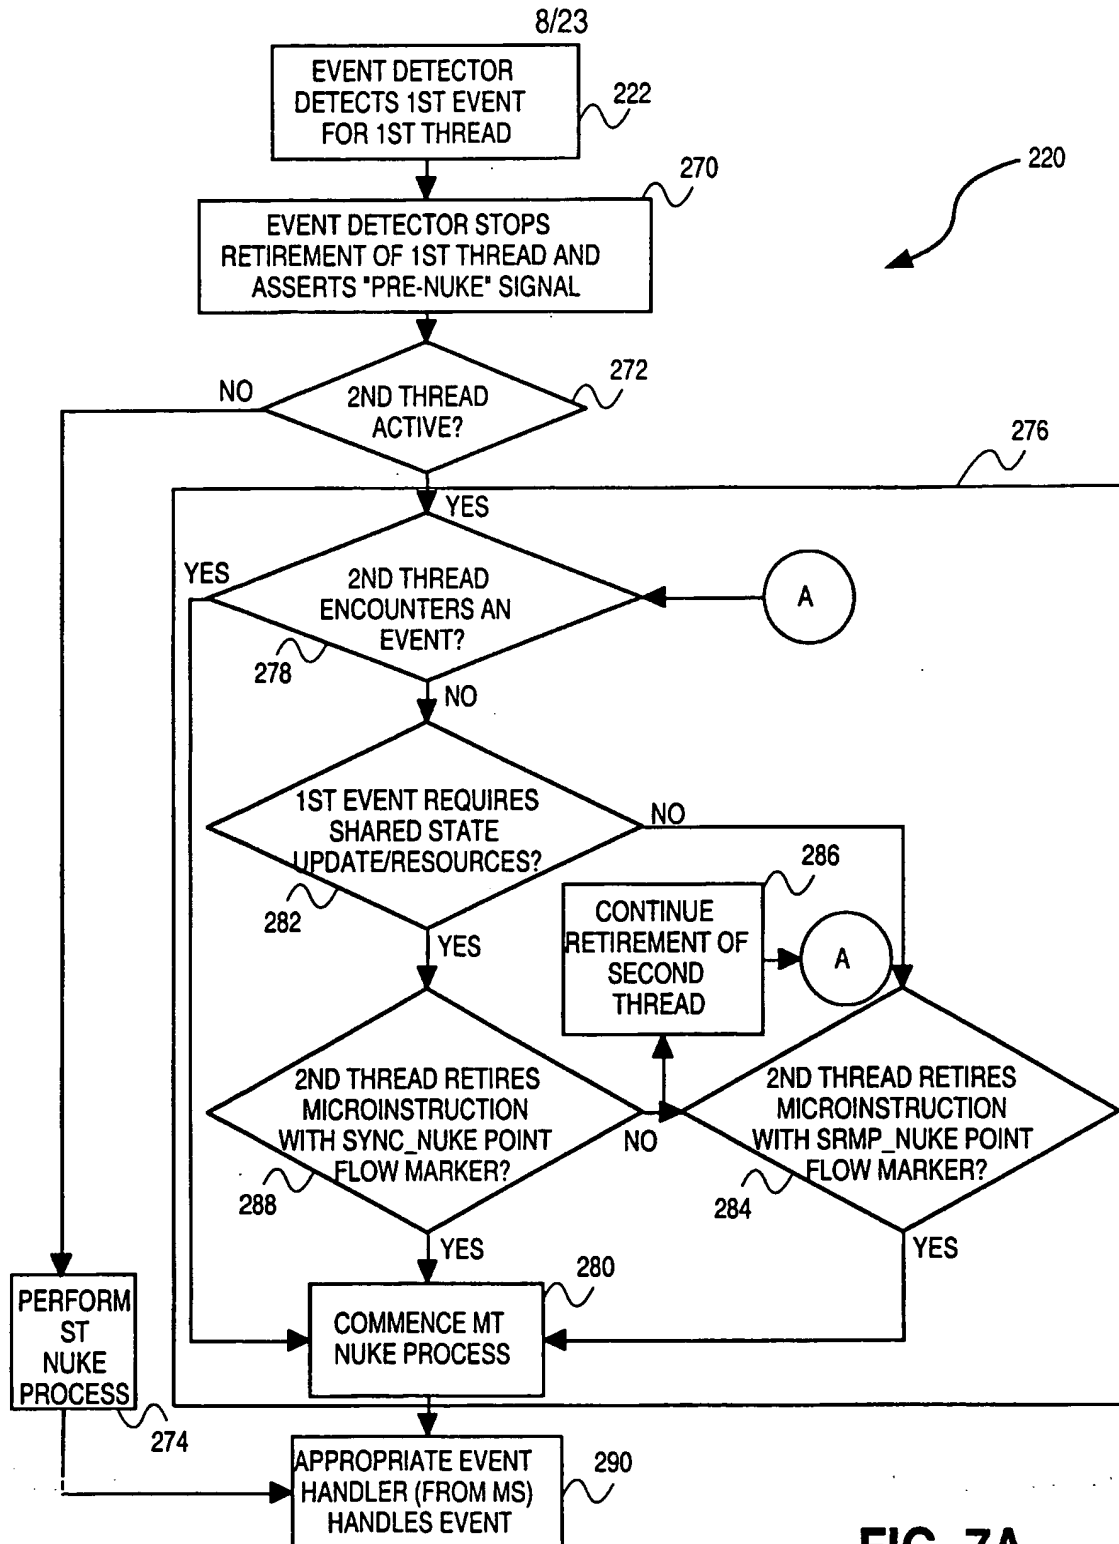 8/23
EVENT DETECTOR
DETECTS 1ST EVENT
FOR 1ST THREAD
222
220
270
EVENT DETECTOR STOPS
RETIREMENT OF 1ST THREAD AND
ASSERTS "PRE-NUKE" SIGNAL
272
NO
2ND THREAD
ACTIVE?
276
YES
YES
2ND THREAD
ENCOUNTERS AN
EVENT?
A
278
NO
1ST EVENT REQUIRES
SHARED STATE
UPDATE/RESOURCES?
NO
282
286
CONTINUE
RETIREMENT OF
SECOND
THREAD
A
YES
2ND THREAD RETIRES
MICROINSTRUCTION
WITH SYNC_NUKE POINT
FLOW MARKER?
NO
288
2ND THREAD RETIRES
MICROINSTRUCTION
WITH SRMP_NUKE POINT
FLOW MARKER?
284
YES
YES
280
COMMENCE MT
NUKE PROCESS
PERFORM
ST
NUKE
PROCESS
274
APPROPRIATE EVENT
HANDLER (FROM MS)
HANDLES EVENT
290
FIG. 7A